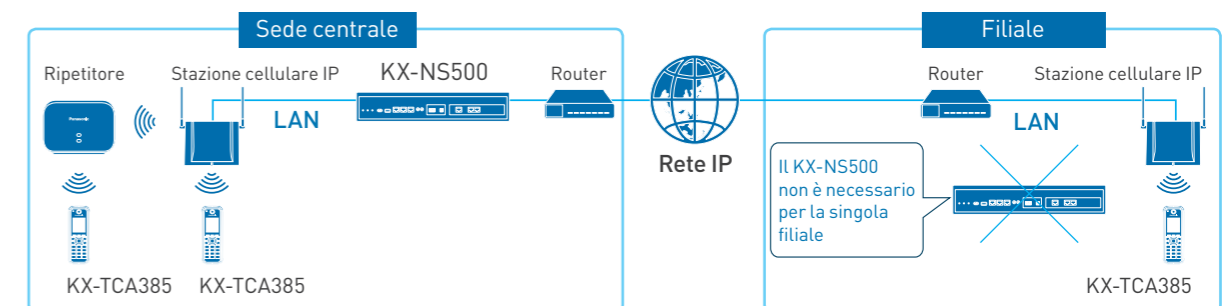 Sede centrale
Ripetitore
Stazione cellulare IP
KX-NS500
Router
LAN
Panasonic
KX-TCA385
KX-TCA385
Rete IP
Filiale
Router
Stazione cellulare IP
LAN
Il KX-NS500
non è necessario
per la singola
filiale
KX-TCA385